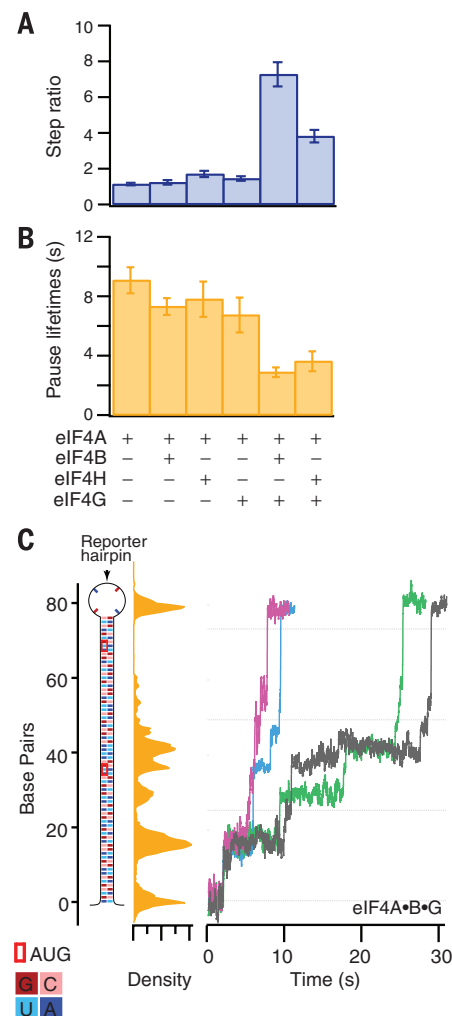 A
Step ratio
10
8
6
4
2
0
B
Pause lifetimes (s)
12
8
4
0
eIF4A + + + + + +
eIF4B – + – – + –
eIF4H – – + – – +
eIF4G – – – + + +
C
Reporter
hairpin
Base Pairs
80
60
40
20
0
eIF4A•B•G
0 10 20 30
Density
Time (s)
AUG
G C
U A